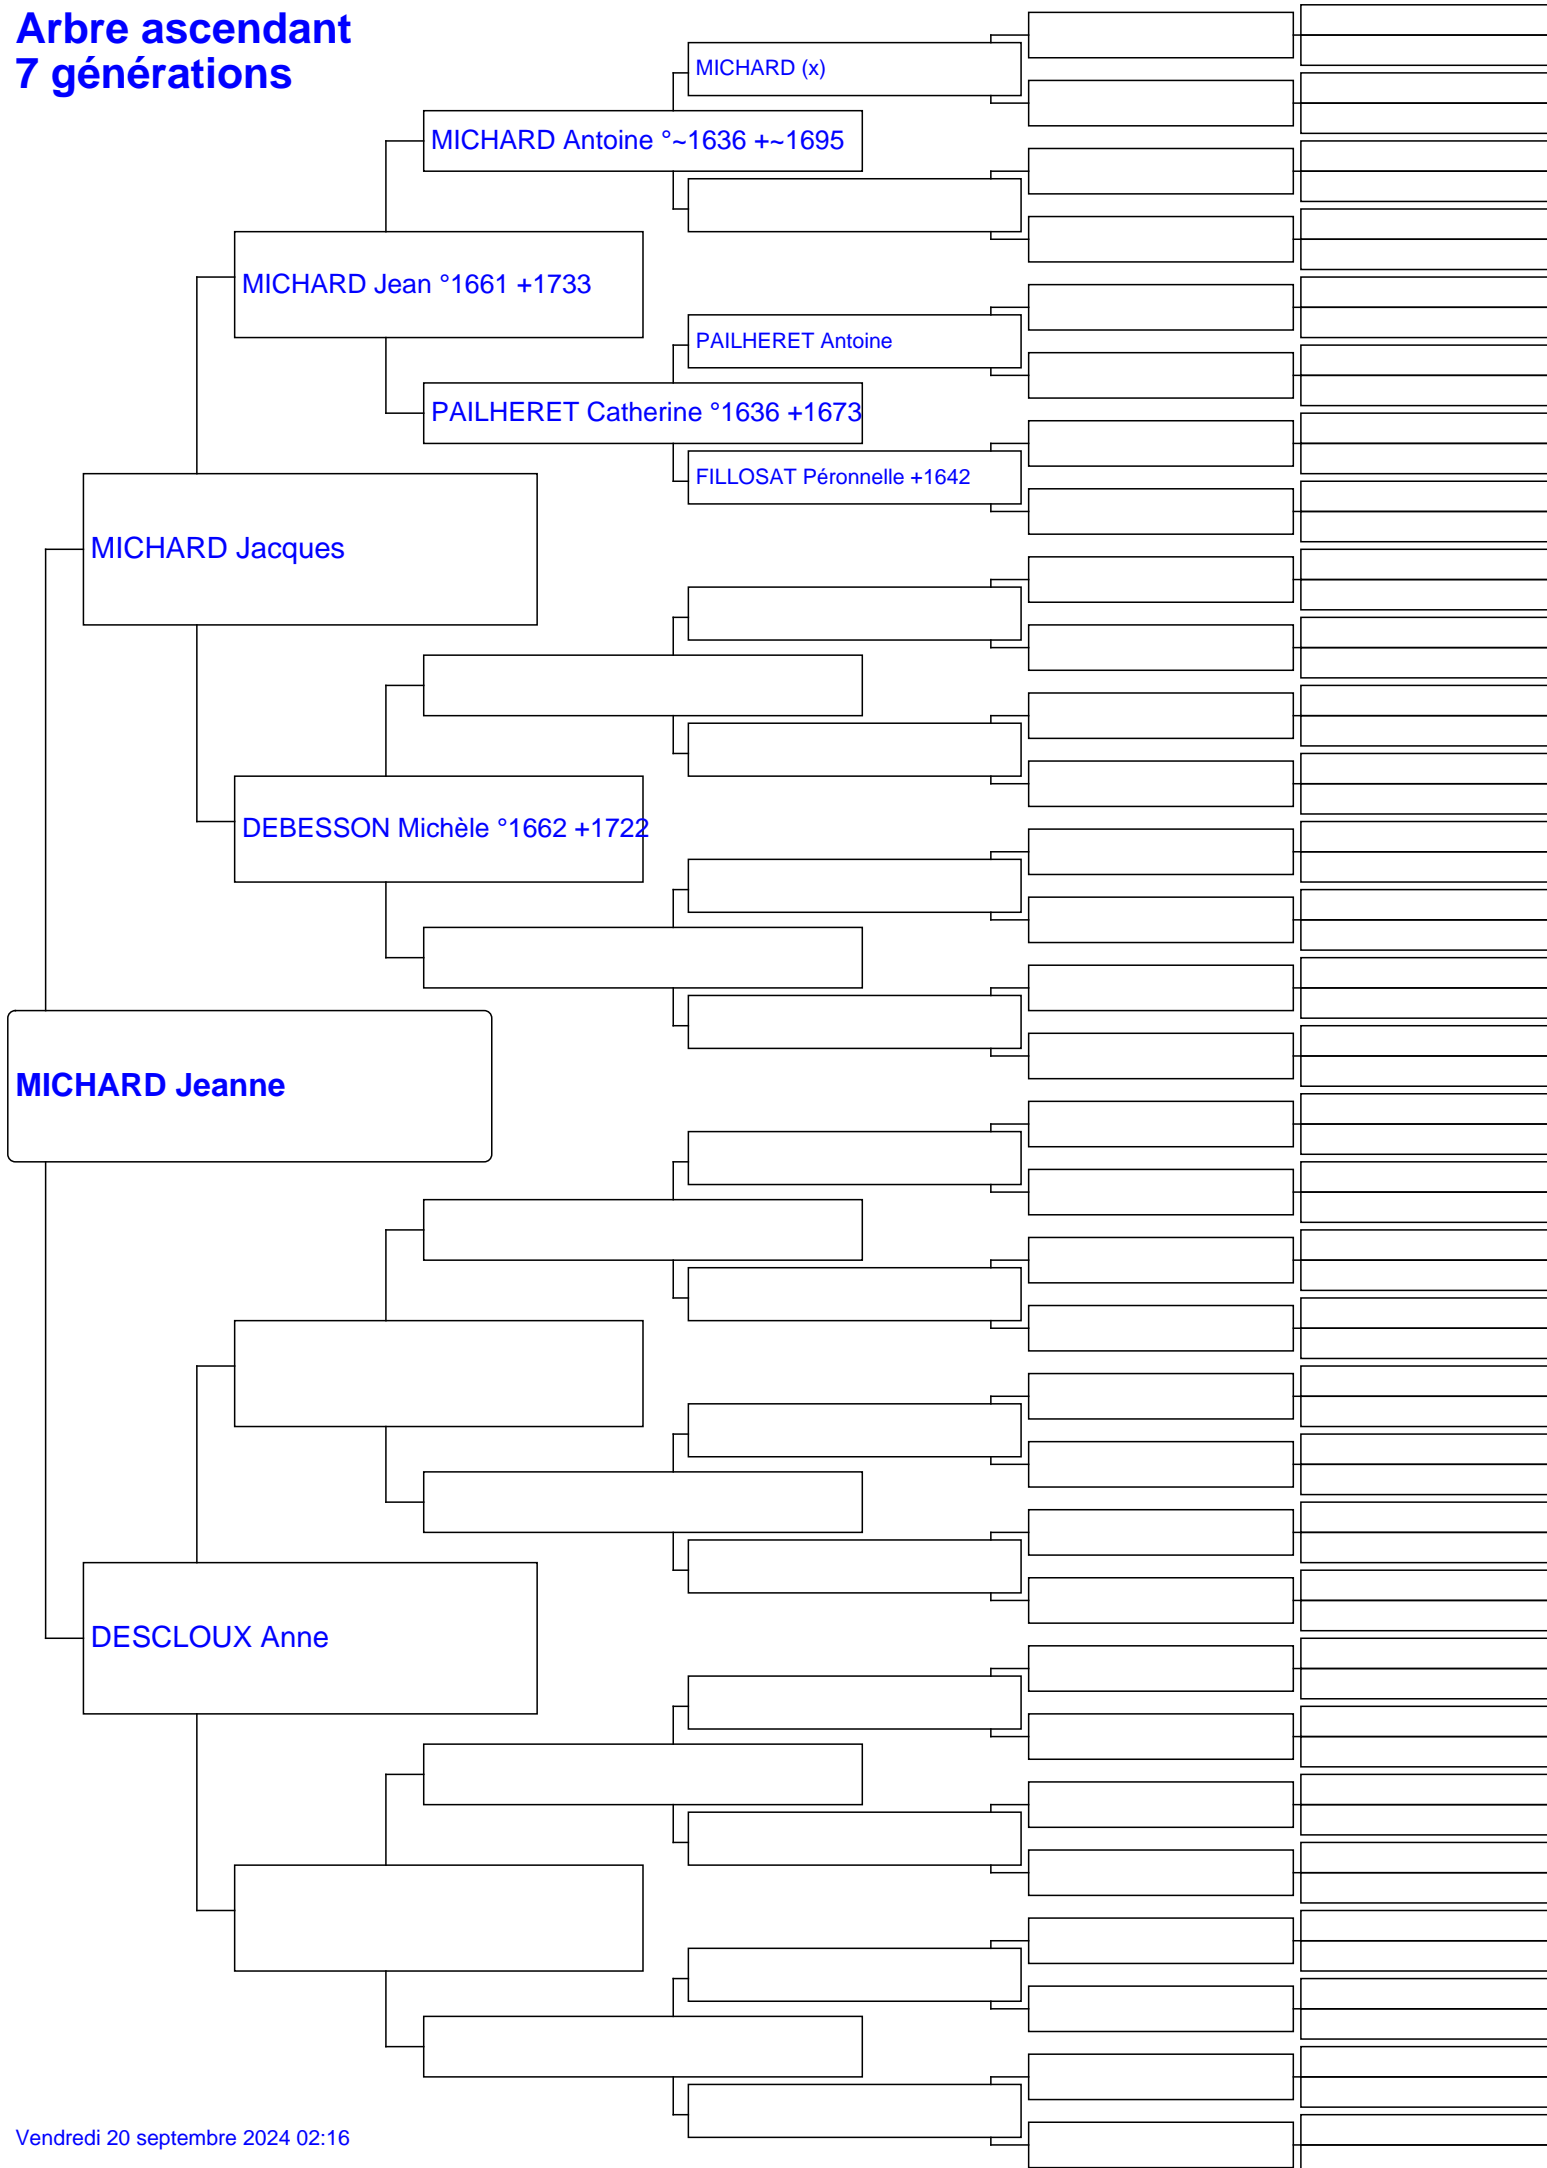 Arbre ascendant
7 générations
MICHARD (x)
MICHARD Antoine °~1636 +~1695
MICHARD Jean °1661 +1733
PAILHERET Antoine
PAILHERET Catherine °1636 +1673
FILLOSAT Péronnelle +1642
MICHARD Jacques
DEBESSON Michèle °1662 +1722
MICHARD Jeanne
DESCLOUX Anne
Vendredi 20 septembre 2024 02:16